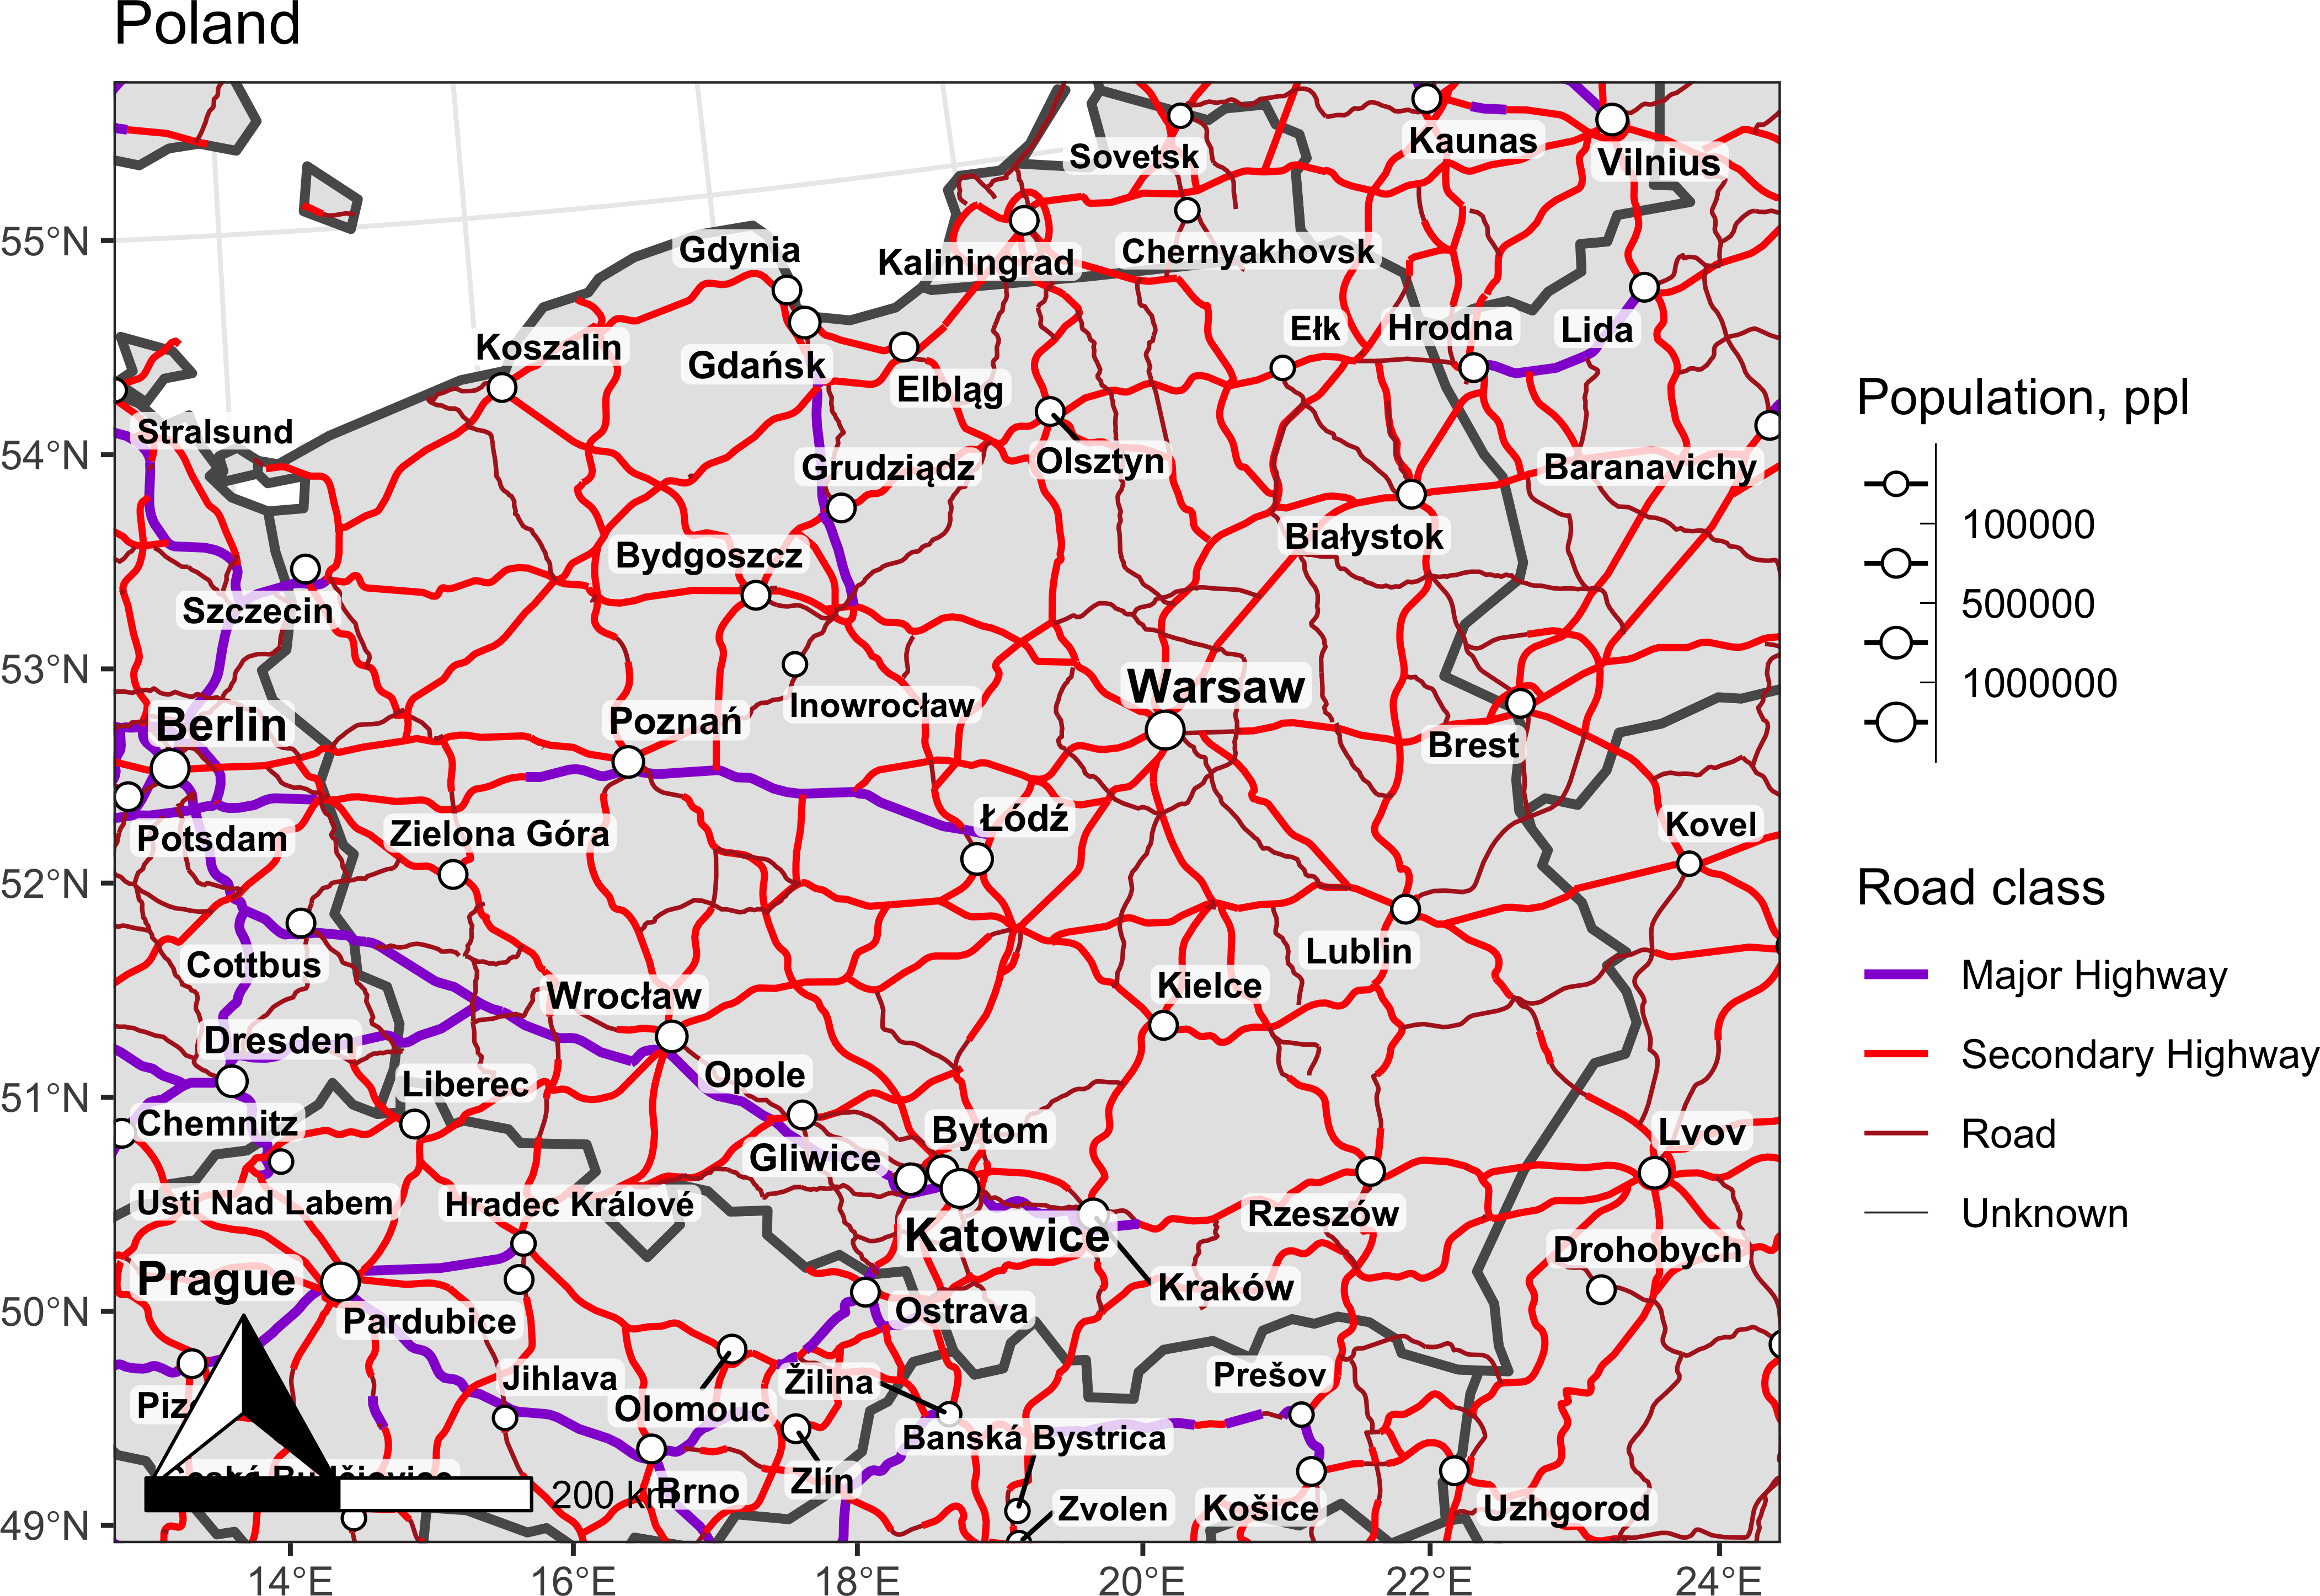 Poland
Sovetsk
Kaunas
Vilnius
55°N
Gdynia
Kaliningrad
Chernyakhovsk
Koszalin
Gdańsk
Ełk
Hrodna
Lida
Elbląg
Stralsund
54°N
Grudziądz
Olsztyn
Baranavichy
Białystok
Bydgoszcz
Szczecin
53°N
Inowrocław
Warsaw
Berlin
Poznań
Brest
Potsdam
Zielona Góra
Łódź
Kovel
52°N
Cottbus
Lublin
Wrocław
Kielce
Dresden
Liberec
Opole
51°N
Chemnitz
Bytom
Lvov
Gliwice
Usti Nad Labem
Hradec Králové
Katowice
Rzeszów
Drohobych
Prague
Kraków
50°N
Pardubice
Ostrava
Jihlava
Žilina
Prešov
Olomouc
Banská Bystrica
Zlín
200 km
Brno
Zvolen
Košice
Uzhgorod
49°N
14°E
16°E
18°E
20°E
22°E
24°E
Population, ppl
100000
500000
1000000
Road class
Major Highway
Secondary Highway
Road
Unknown